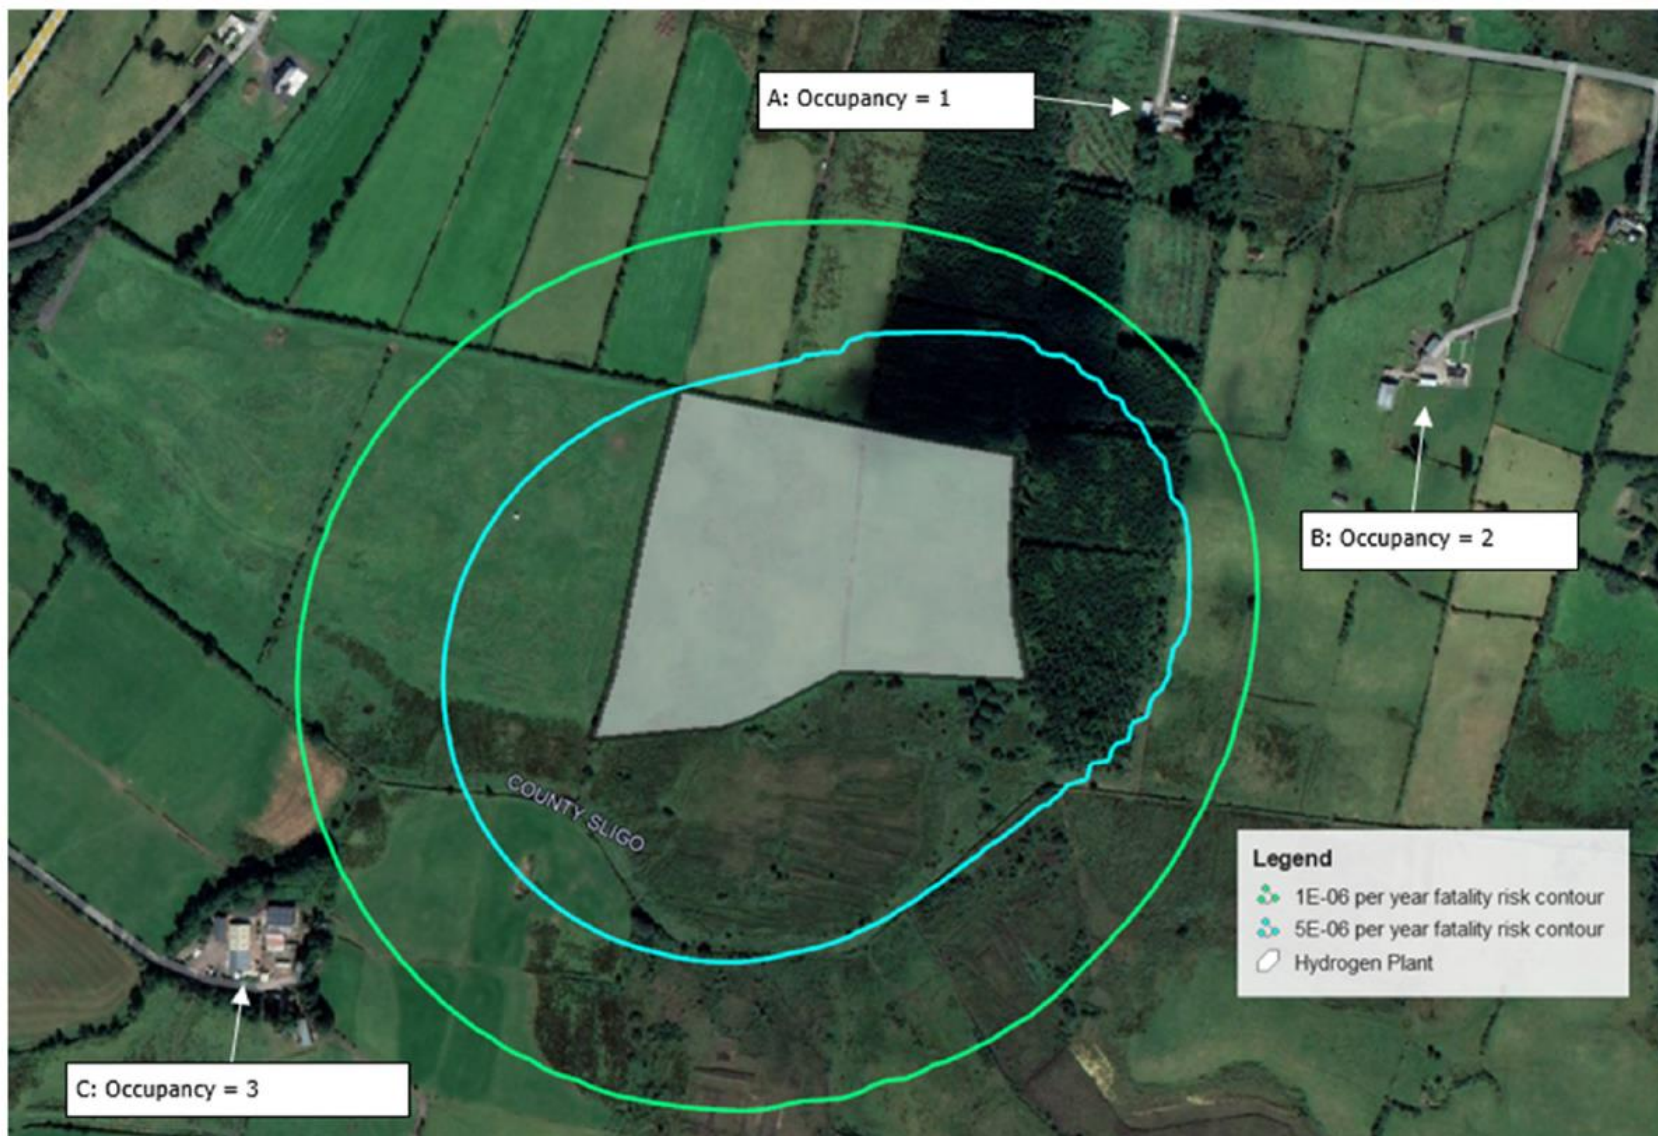 A: Occupancy = 1
B: Occupancy = 2
COUNTY SLIGO
Legend
1E-06 per year fatality risk contour
5E-06 per year fatality risk contour
Hydrogen Plant
C: Occupancy = 3